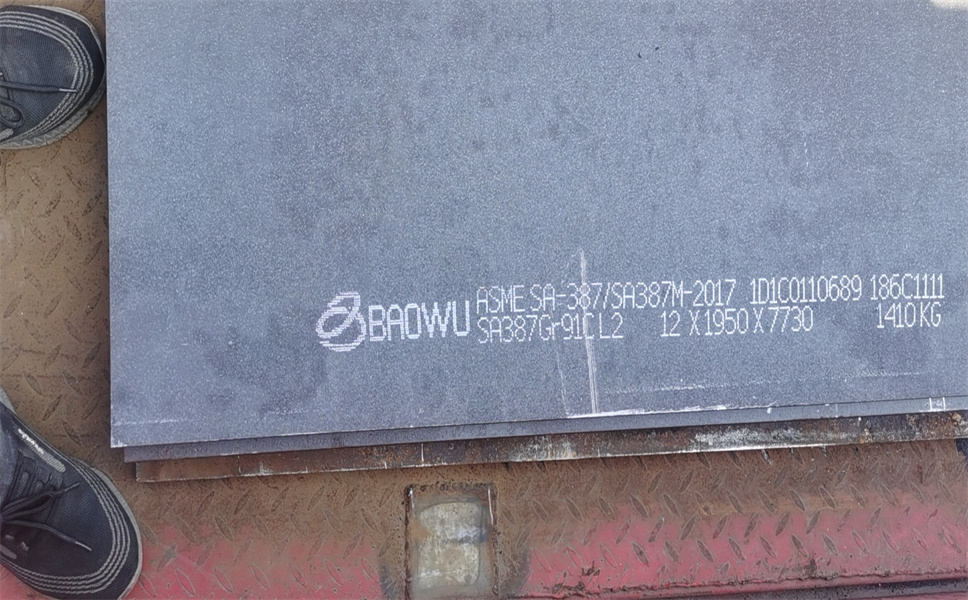 BAOWU
ASME SA-387/SA387M-2017 1D1C0110689 186C1111
SA387Gr91CL2 12 X 1950 X 7730 1410 KG